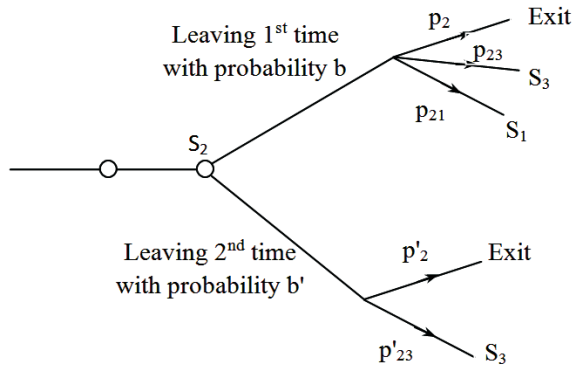 Leaving 1st time
with probability b
p2
Exit
p23
S3
p21
S1
S2
Leaving 2nd time
with probability b'
p'2
Exit
p'23
S3